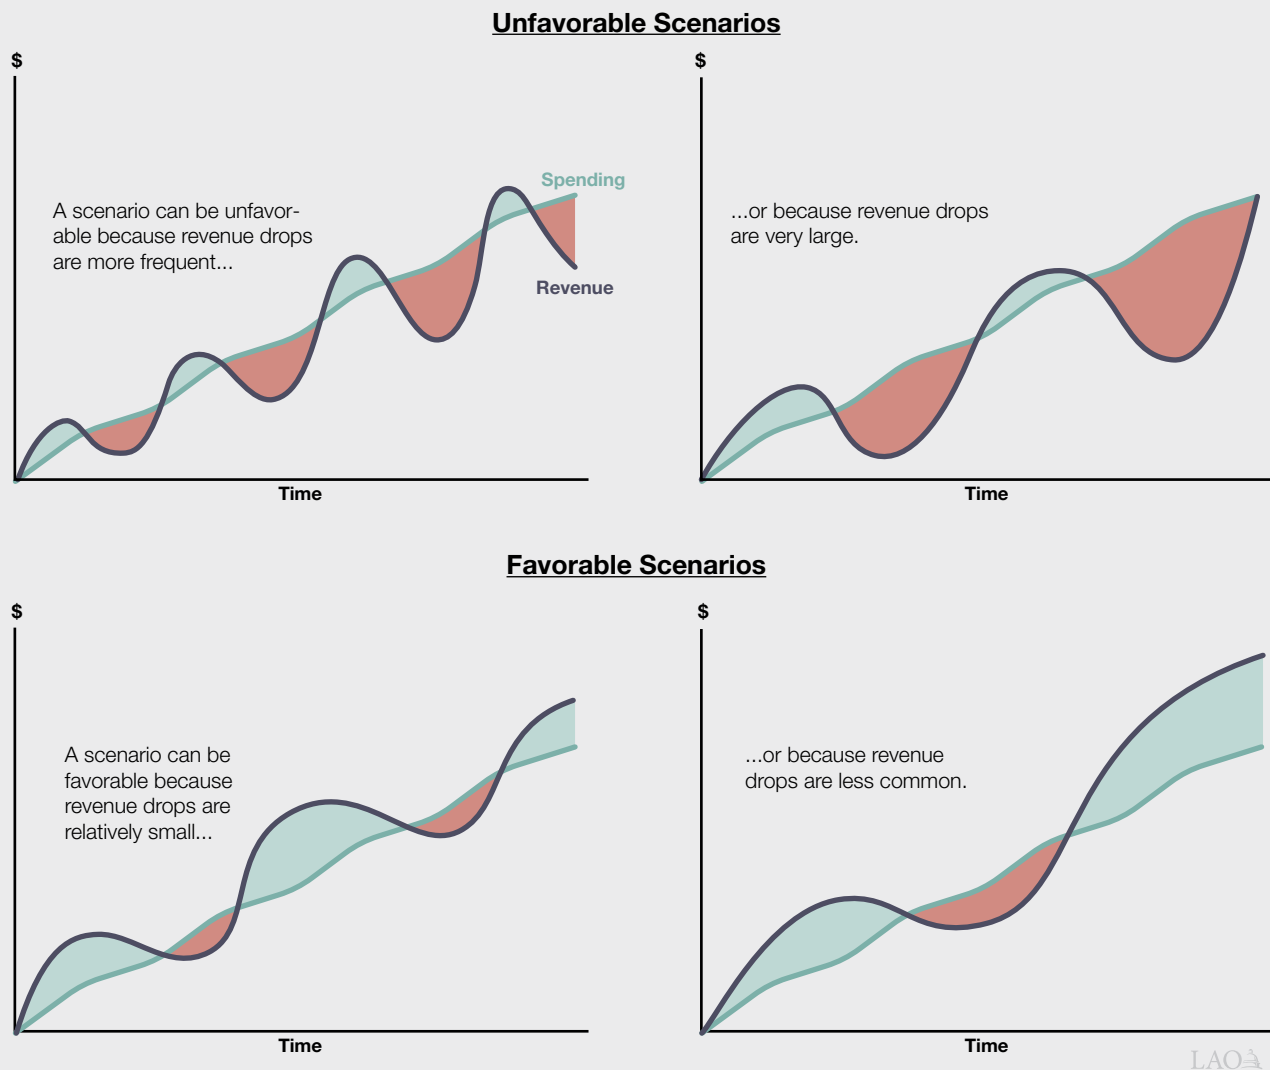 Unfavorable Scenarios
$
$
A scenario can be unfavor-
able because revenue drops
are more frequent...
Spending
Revenue
...or because revenue drops
are very large.
Time
Time
Favorable Scenarios
$
$
A scenario can be
favorable because
revenue drops are
relatively small...
...or because revenue
drops are less common.
Time
Time
LAO